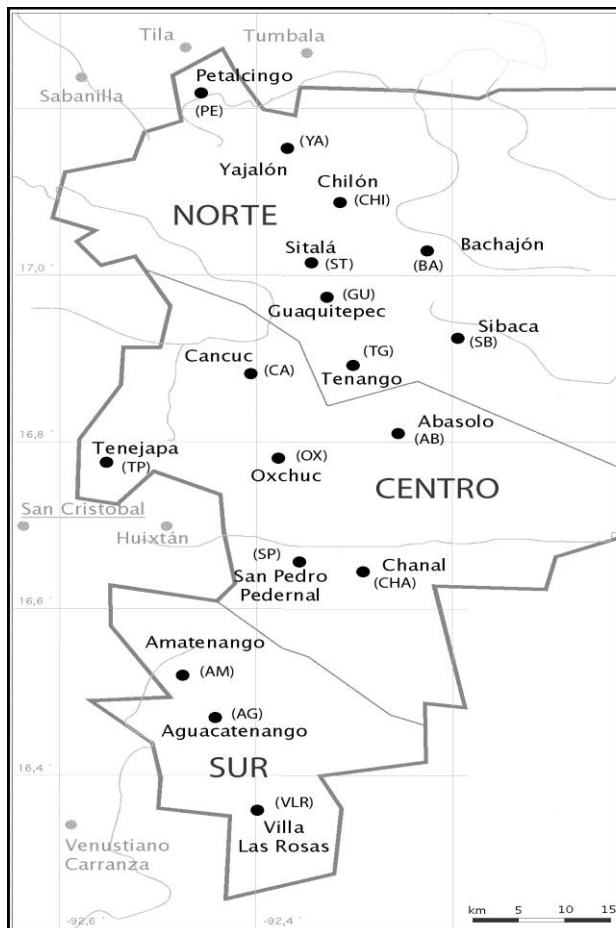 Tila
Tumbala
Sabanilla
Petalcingo
(PE)
(YA)
Yajalón
Chilón
(CHI)
NORTE
Sitalá
(ST)
Bachajón
(BA)
17,0 °
(GU)
Guaquitepec
Sibaca
(SB)
Cancuc
(CA)
(TG)
Tenango
Abasolo
(AB)
16,8 °
Tenejapa
(TP)
(OX)
Oxchuc
CENTRO
San Cristobal
Huixtán
(SP)
San Pedro
Pedernal
Chanal
(CHA)
16,6 °
Amatenango
(AM)
(AG)
Aguacatenango
SUR
16,4 °
(VLR)
Villa
Las Rosas
Venustiano
Carranza
-92,6 °
-92,4 °
km 5 10 15